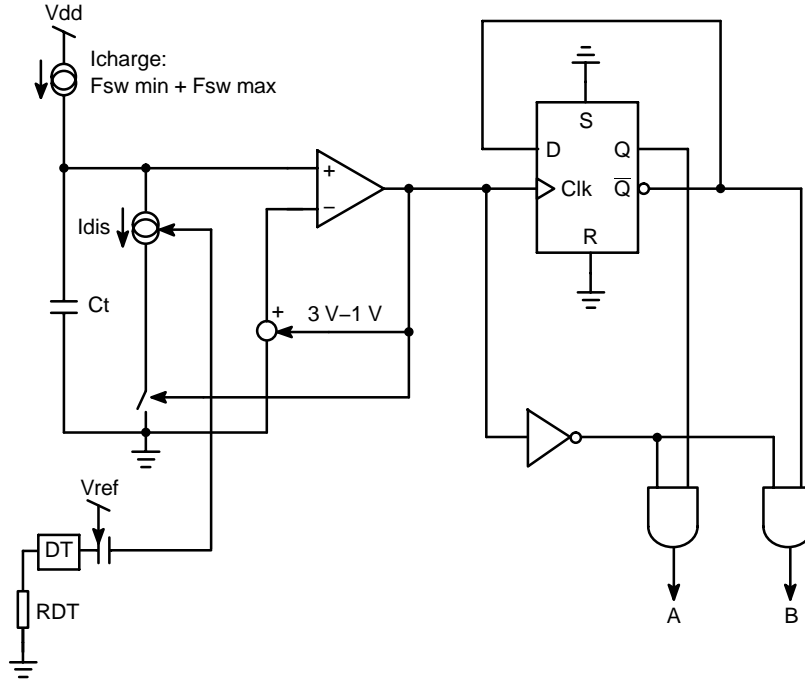 Vdd
Icharge:
Fsw min + Fsw max
S
D
Q
+
Clk
Q
−
Idis
R
+
3 V−1 V
Ct
Vref
DT
RDT
A
B